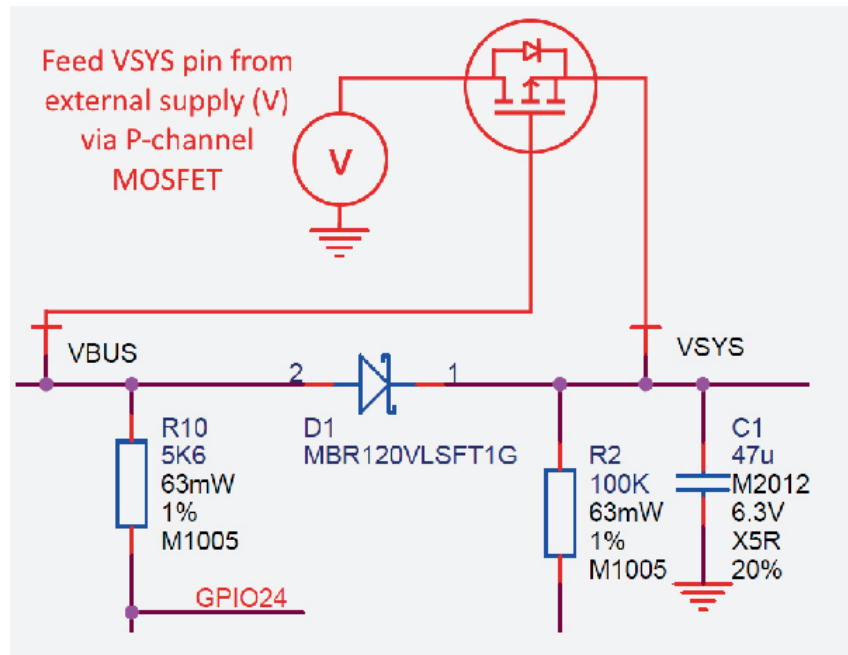 Feed VSYS pin from
external supply (V)
via P-channel
MOSFET
V
VBUS
VSYS
2
1
R10
5K6
63mW
1%
M1005
D1
MBR120VLSFT1G
R2
100K
63mW
1%
M1005
C1
47u
M2012
6.3V
X5R
20%
GPIO24